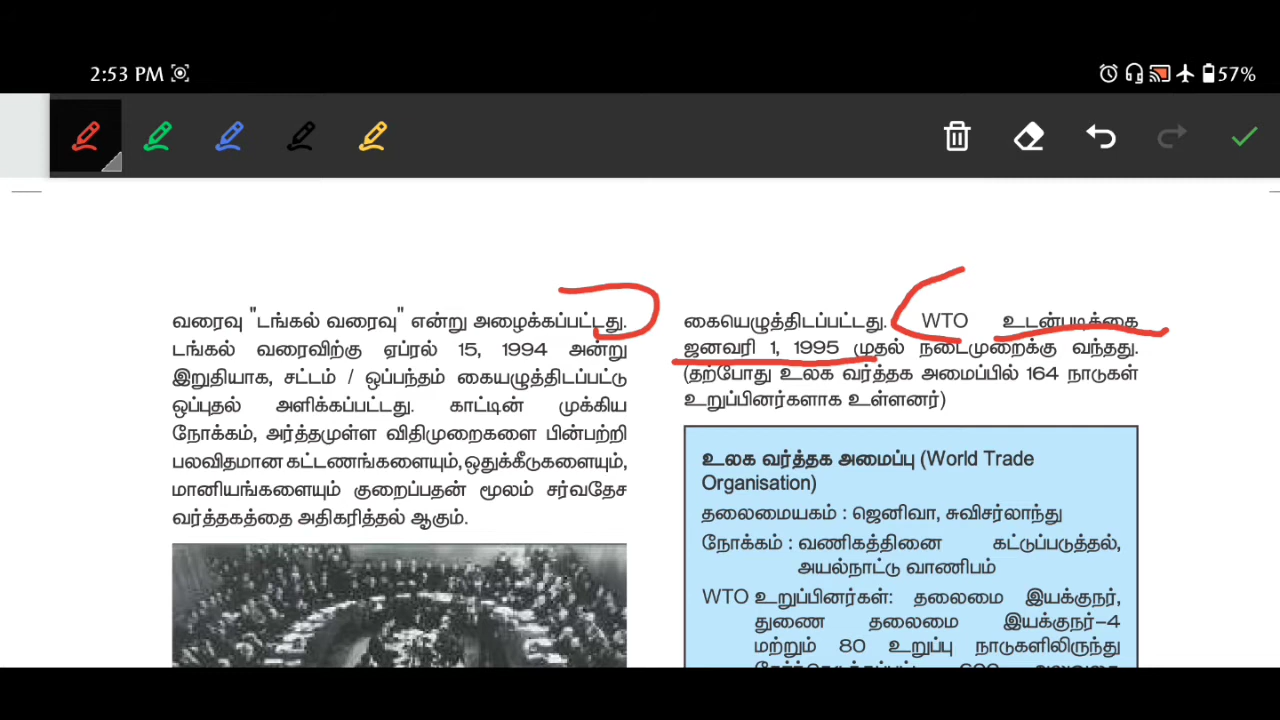 2:53 PM
57%
வரைவு "டங்கல் வரைவு" என்று அழைக்கப்பட்டது.
டங்கல் வரைவிற்கு ஏப்ரல் 15, 1994 அன்று
இறுதியாக, சட்டம் / ஒப்பந்தம் கையழுத்திடப்பட்டு
ஒப்புதல் அளிக்கப்பட்டது. காட்டின் முக்கிய
நோக்கம், அர்த்தமுள்ள விதிமுறைகளை பின்பற்றி
பலவிதமான கட்டணங்களையும், ஒதுக்கீடுகளையும்,
மானியங்களையும் குறைப்பதன் மூலம் சர்வதேச
வர்த்தகத்தை அதிகரித்தல் ஆகும்.
கையெழுத்திடப்பட்டது. WTO உடன்படிக்கை
ஜனவரி 1, 1995 முதல் நடைமுறைக்கு வந்தது.
(தற்போது உலக வர்த்தக அமைப்பில் 164 நாடுகள்
உறுப்பினர்களாக உள்ளனர்)
உலக வர்த்தக அமைப்பு (World Trade
Organisation)
தலைமையகம் : ஜெனிவா, சுவிசர்லாந்து
நோக்கம் : வணிகத்தினை கட்டுப்படுத்தல்,
அயல்நாட்டு வாணிபம்
WTO உறுப்பினர்கள்: தலைமை இயக்குநர்,
துணை தலைமை இயக்குநர்–4
மற்றும் 80 உறுப்பு நாடுகளிலிருந்து